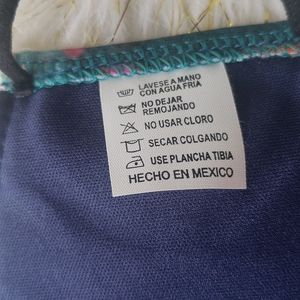 LAVESE A MANO
CON AGUA FRIA
NO DEJAR
REMOJANDO
NO USAR CLORO
SECAR COLGANDO
USE PLANCHA TIBIA
HECHO EN MEXICO